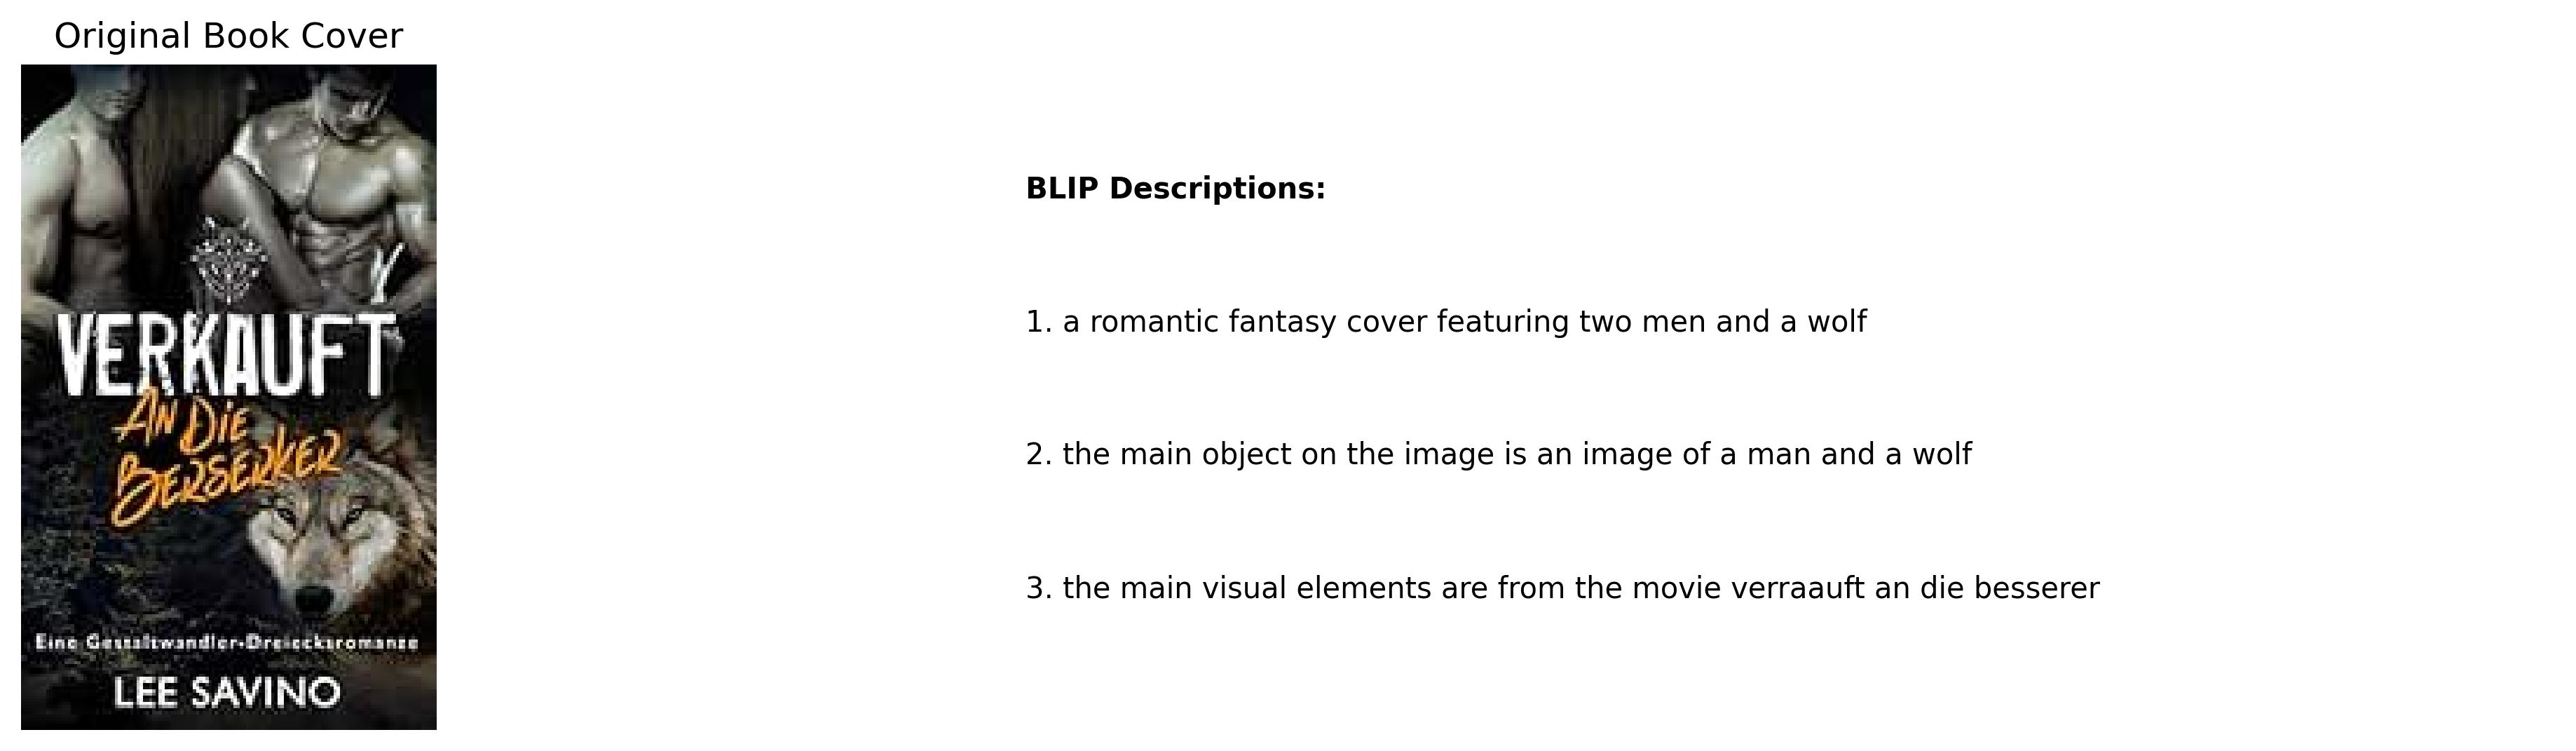 Original Book Cover
VERKAUFT
AN DIE
BERSERKER
Eine Gestaltwandler-Dreiecksromanze
LEE SAVINO
BLIP Descriptions:
1. a romantic fantasy cover featuring two men and a wolf
2. the main object on the image is an image of a man and a wolf
3. the main visual elements are from the movie verraauft an die besserer